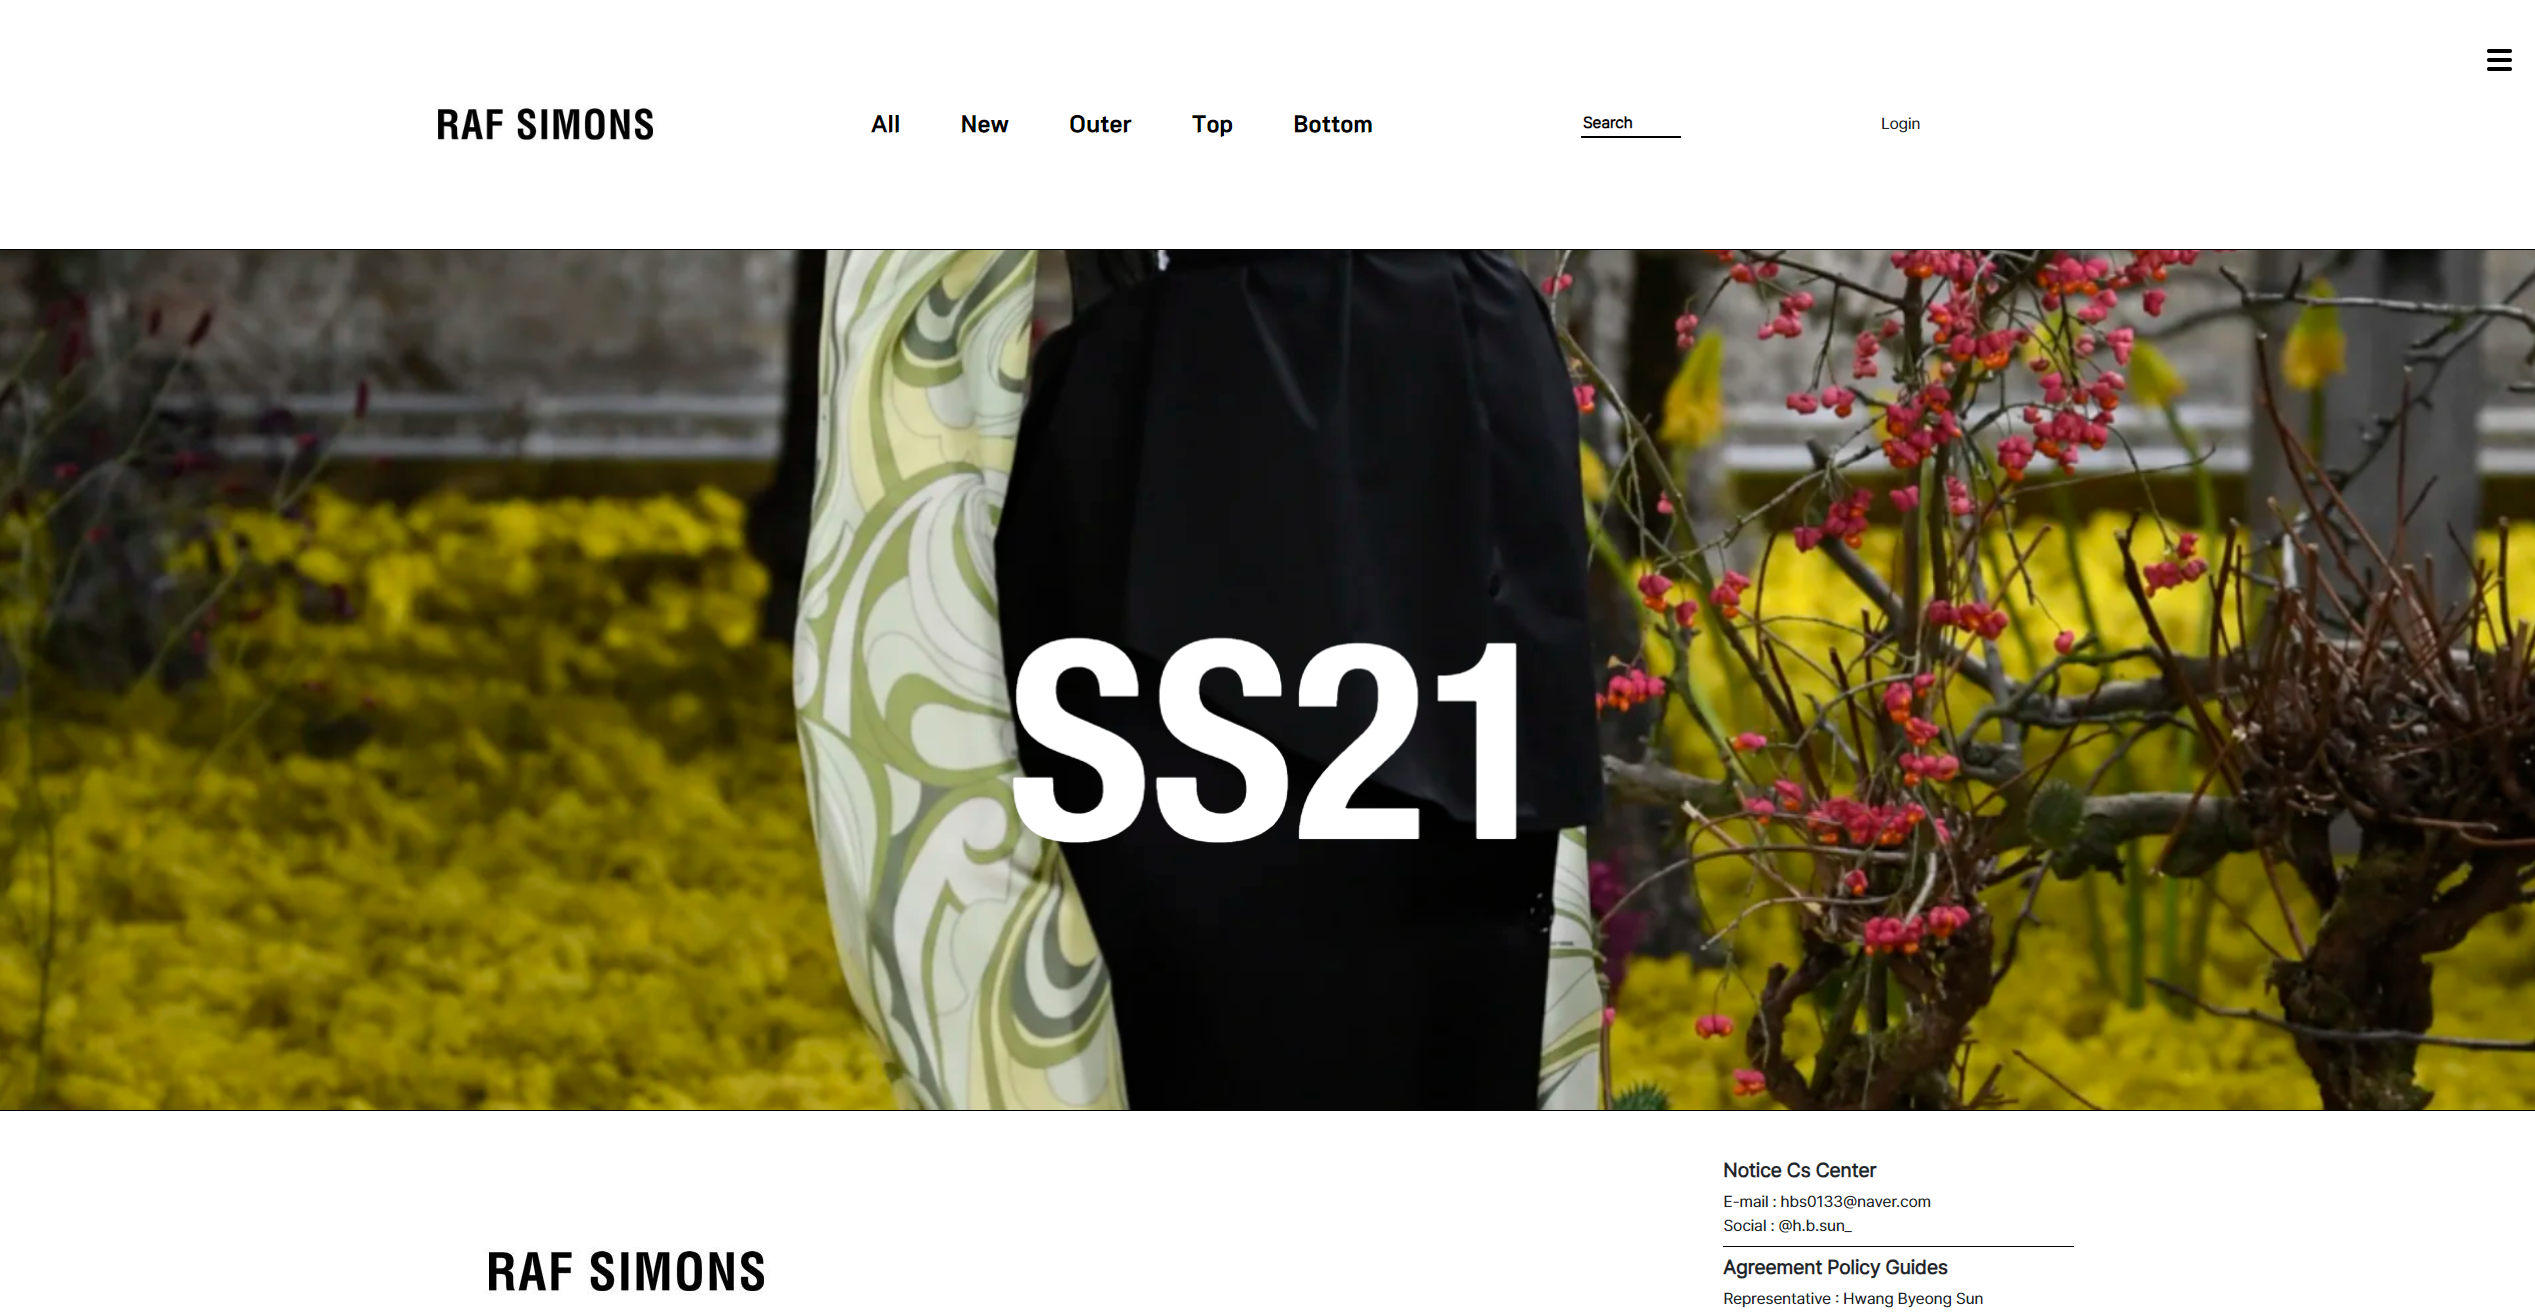 RAF SIMONS
All New Outer Top Bottom
Search
Login
SS21
Notice Cs Center
E-mail : hbs0133@naver.com
Social : @h.b.sun_
RAF SIMONS
Agreement Policy Guides
Representative : Hwang Byeong Sun